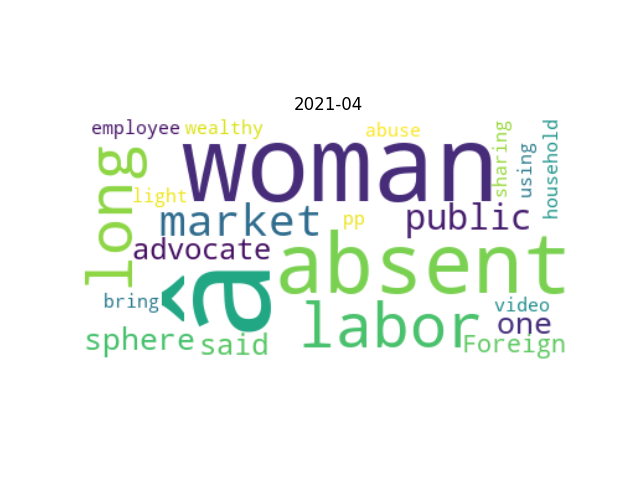 2021-04
employee
wealthy
abuse
sharing
using
household
woman
long
light
market
pp
public
advocate
absent
â
bring
labor
video
one
sphere
said
Foreign